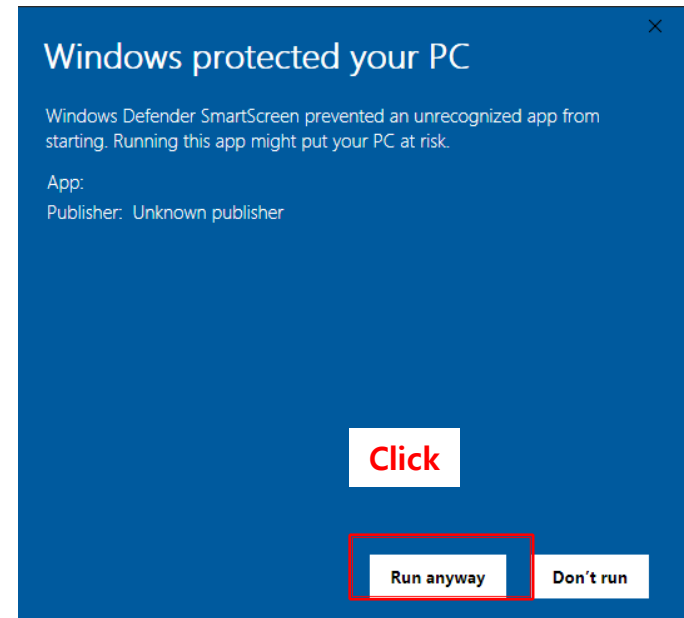 Windows protected your PC
Windows Defender SmartScreen prevented an unrecognized app from
starting. Running this app might put your PC at risk.
App:
Publisher: Unknown publisher
Click
Run anyway
Don't run